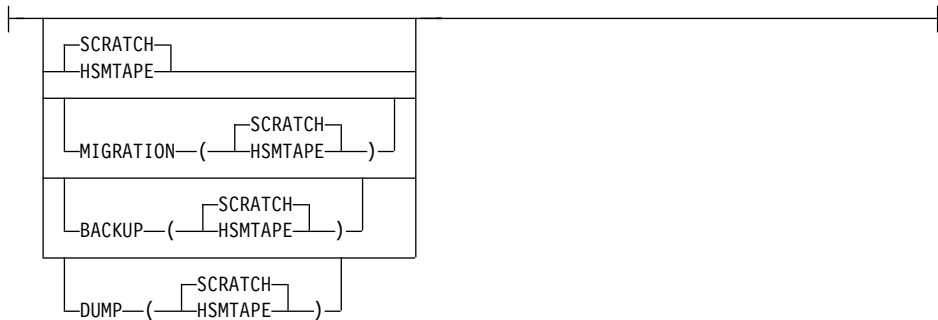 SCRATCH
HSMTAPE
SCRATCH
MIGRATION ( HSMTAPE )
SCRATCH
BACKUP ( HSMTAPE )
SCRATCH
DUMP ( HSMTAPE )